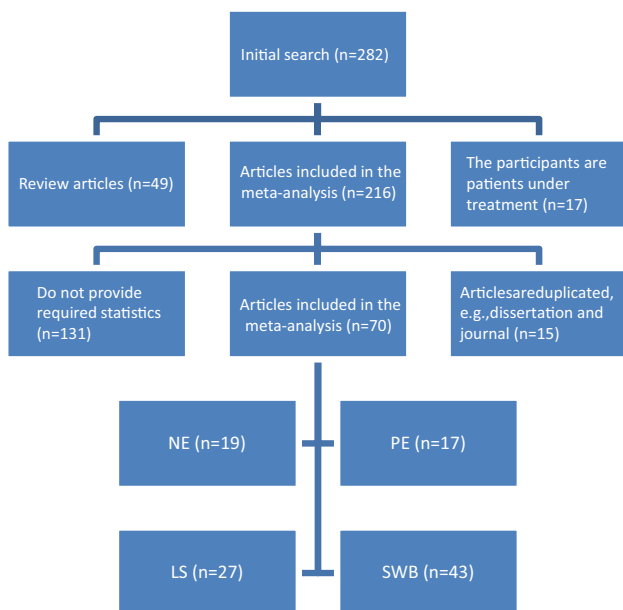 Initial search (n=282)
Review articles (n=49)
Articles included in the
meta-analysis (n=216)
The participants are
patients under
treatment (n=17)
Do not provide
required statistics
(n=131)
Articles included in the
meta-analysis (n=70)
Articlesareduplicated,
e.g.,dissertation and
journal (n=15)
NE (n=19)
PE (n=17)
LS (n=27)
SWB (n=43)